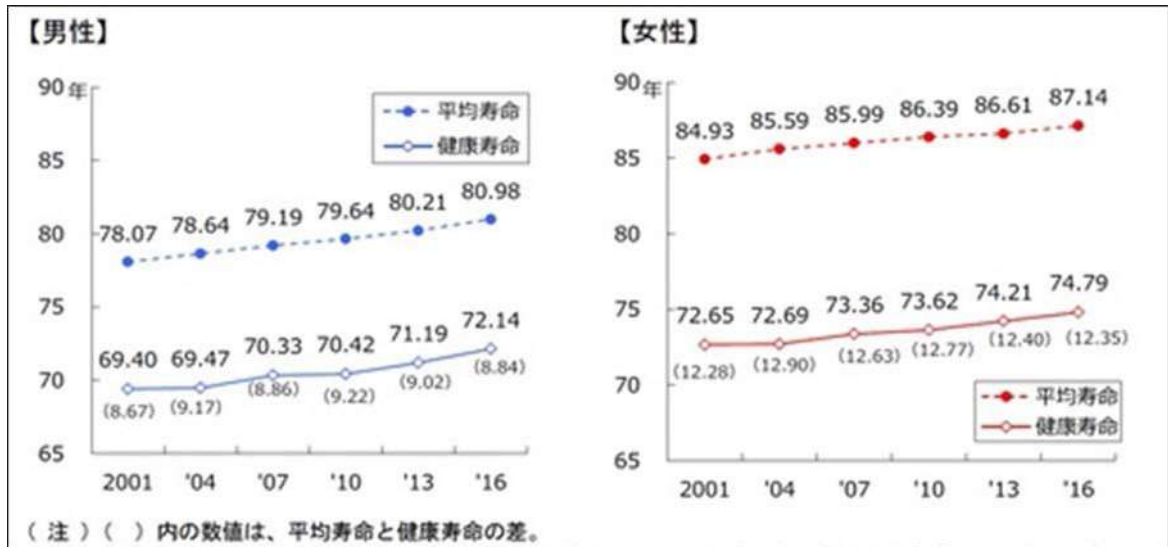 【男性】
90年
85
80
75
70
65
平均寿命
健康寿命
78.07 78.64 79.19 79.64 80.21 80.98
69.40 69.47 70.33 70.42 71.19 72.14
(8.67) (9.17) (8.86) (9.22) (9.02) (8.84)
2001 '04 '07 '10 '13 '16
【女性】
90年
85
80
75
70
65
84.93 85.59 85.99 86.39 86.61 87.14
72.65 72.69 73.36 73.62 74.21 74.79
(12.28) (12.90) (12.63) (12.77) (12.40) (12.35)
平均寿命
健康寿命
2001 '04 '07 '10 '13 '16
( 注 ) (　) 内の数値は、平均寿命と健康寿命の差。